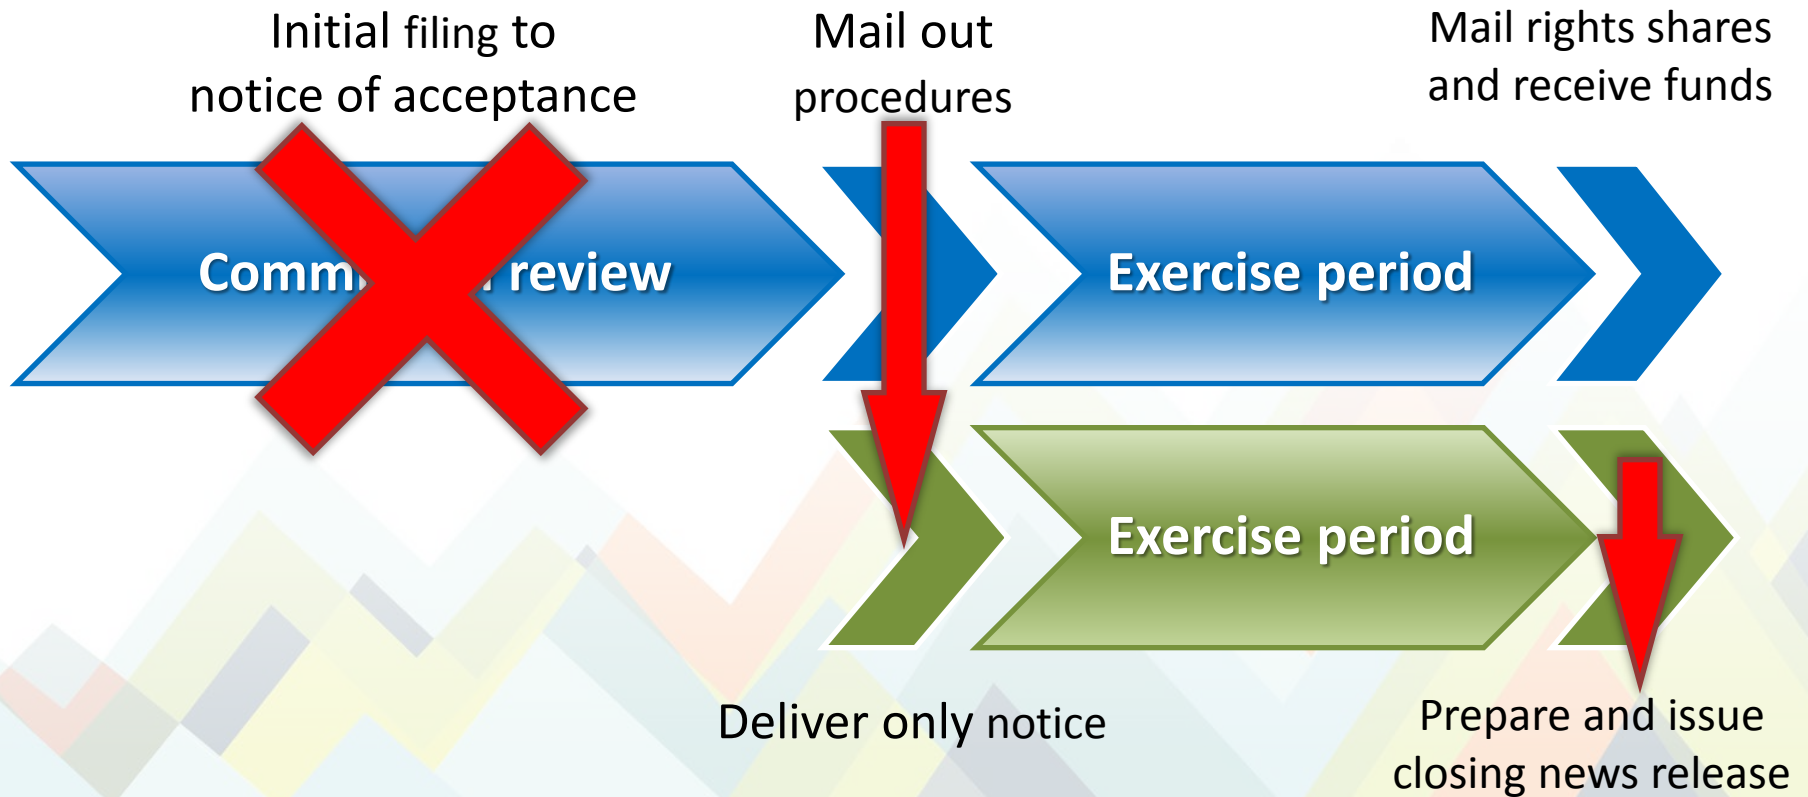 Initial filing to
notice of acceptance
Mail out
procedures
Mail rights shares
and receive funds
review
Exercise period
Exercise period
Deliver only notice
Prepare and issue
closing news release